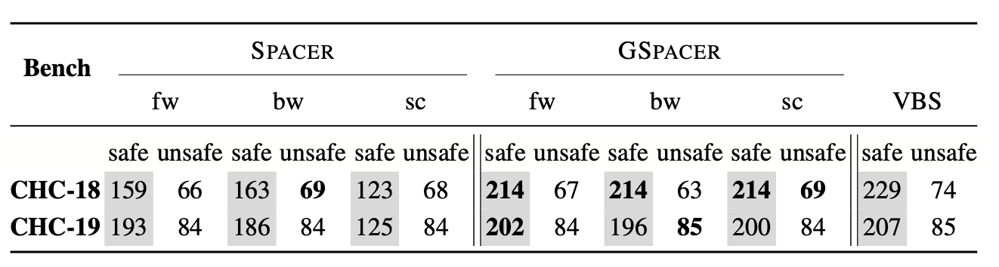 SPACER GSPACER
Bench
fw bw sc fw bw sc VBS
safe unsafe safe unsafe safe unsafe safe unsafe safe unsafe safe unsafe safe unsafe
CHC-18 159 66 163 69 123 68 214 67 214 63 214 69 229 74
CHC-19 193 84 186 84 125 84 202 84 196 85 200 84 207 85